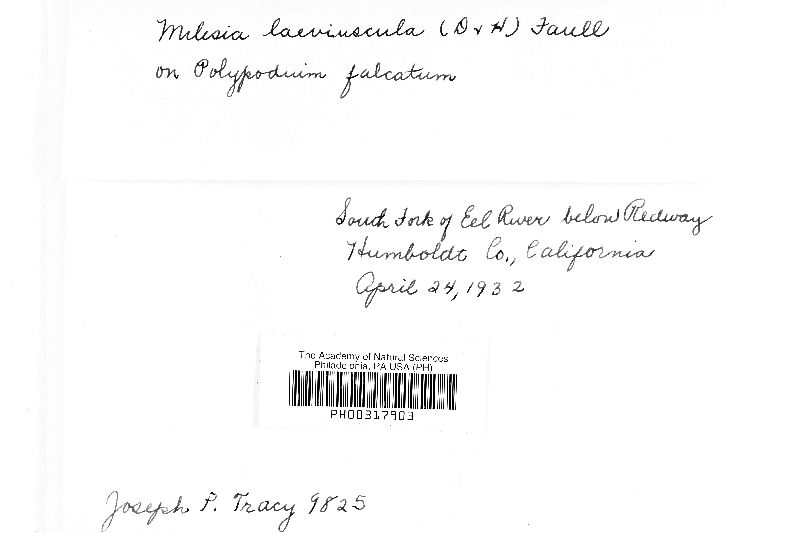 Milesia laeviuscula (D & H) Faull
on Polypodium falcatum
South Fork of Eel River below Redway
Humboldt Co., California
April 24, 1932
The Academy of Natural Sciences
Philadelphia, PA USA (PH)
PH00317903
Joseph P. Tracy 9825